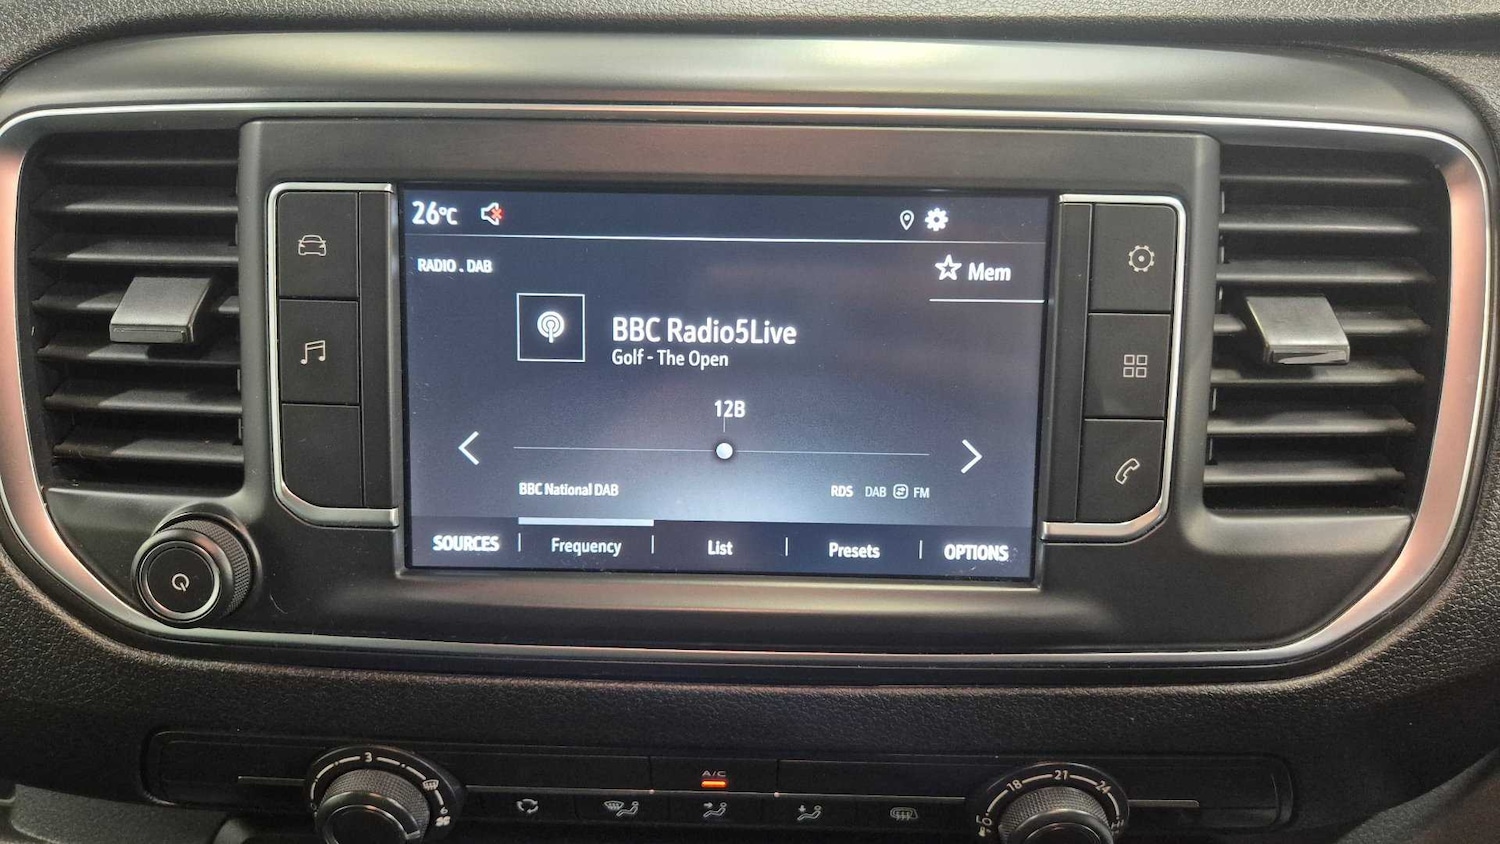 26°C
RADIO . DAB
Mem
BBC Radio5Live
Golf - The Open
12B
BBC National DAB
RDS DAB FM
SOURCES | Frequency | List | Presets | OPTIONS
3
A/C
18 21 24